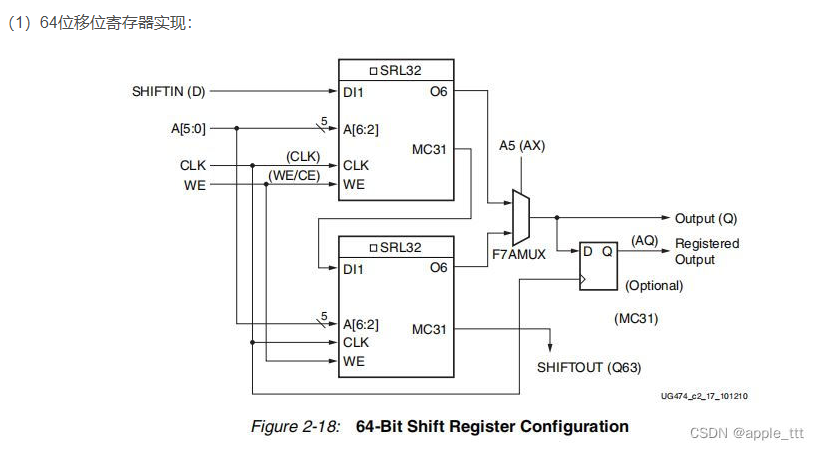 （1）64位移位寄存器实现：
SRL32
SHIFTIN (D)
DI1
O6
A[5:0]
5
A[6:2]
MC31
A5 (AX)
CLK
(CLK)
CLK
WE
(WE/CE)
WE
SRL32
DI1
O6
F7AMUX
Output (Q)
D Q
(AQ)
Registered
Output
(Optional)
5
A[6:2]
MC31
(MC31)
CLK
WE
SHIFTOUT (Q63)
UG474_c2_17_101210
Figure 2-18: 64-Bit Shift Register Configuration
CSDN @apple_ttt